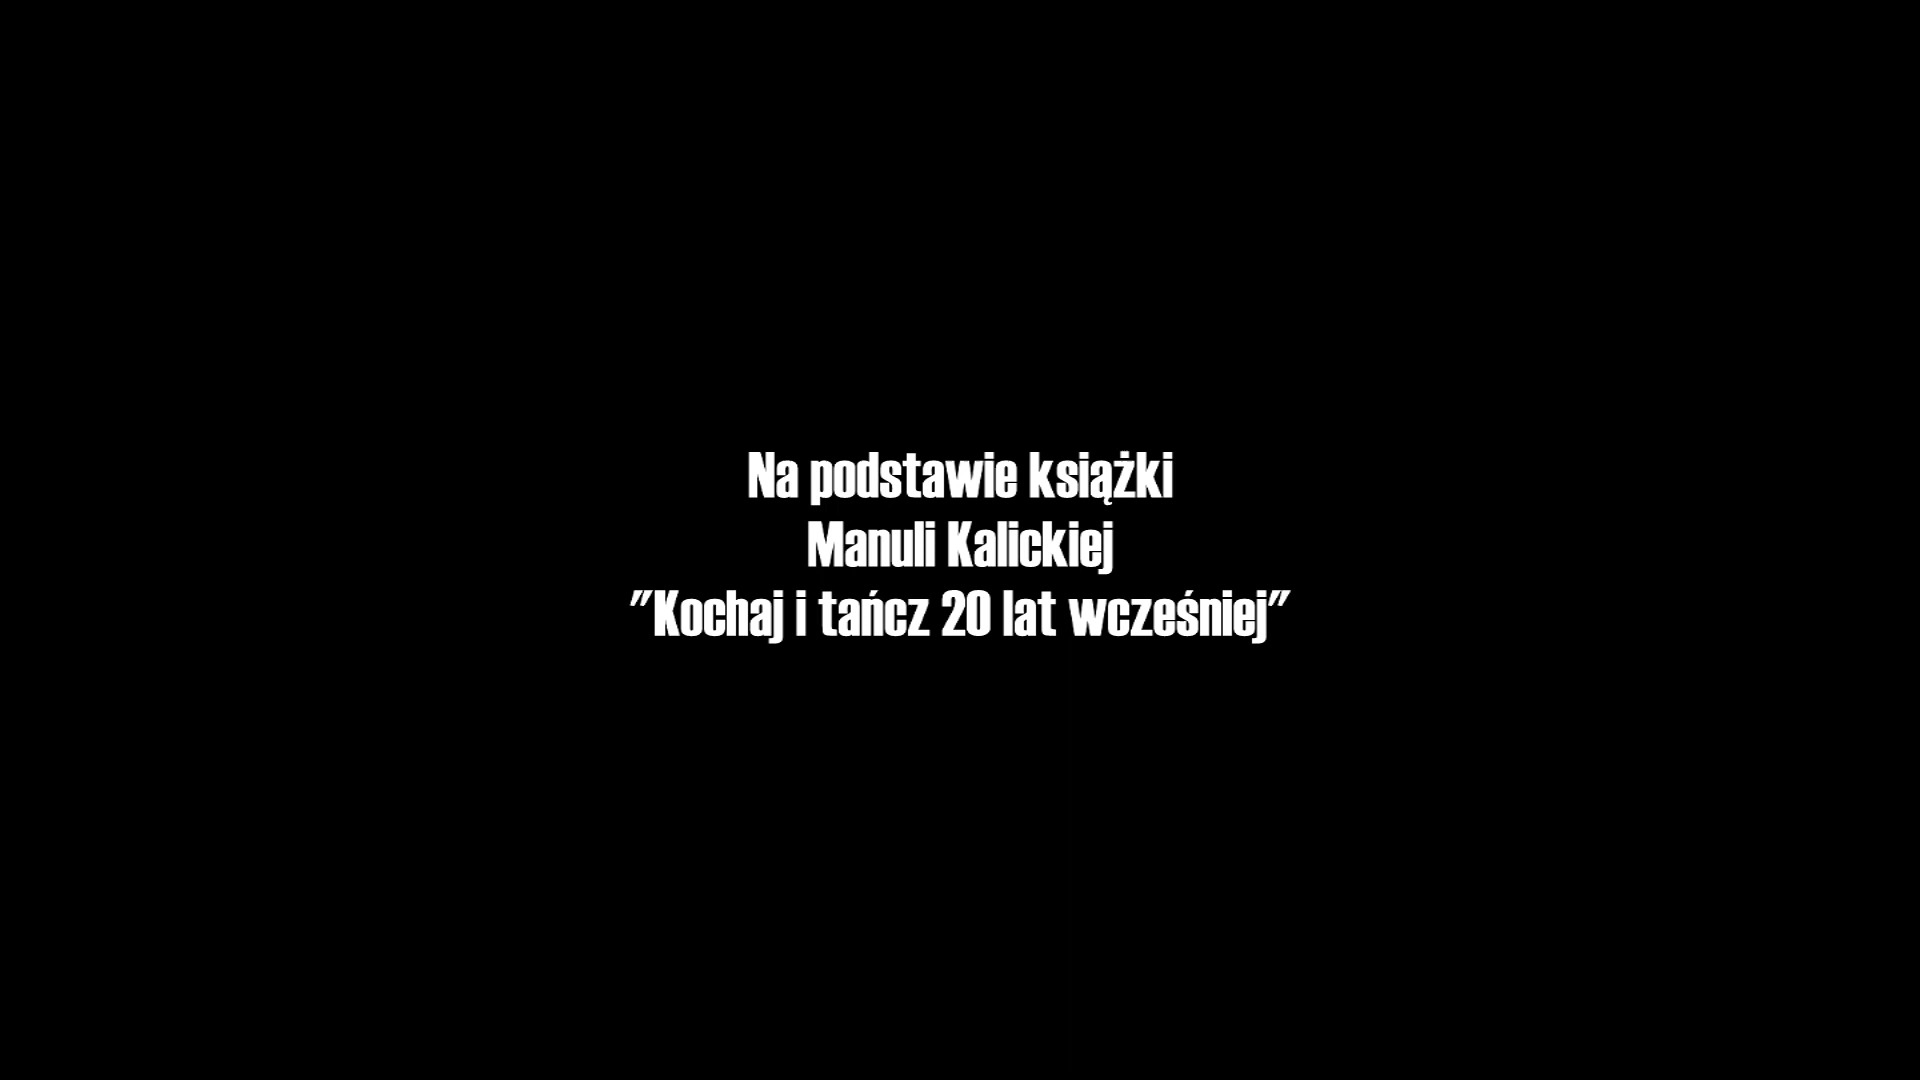 Na podstawie książki
Manuli Kalickiej
"Kochaj i tańcz 20 lat wcześniej"